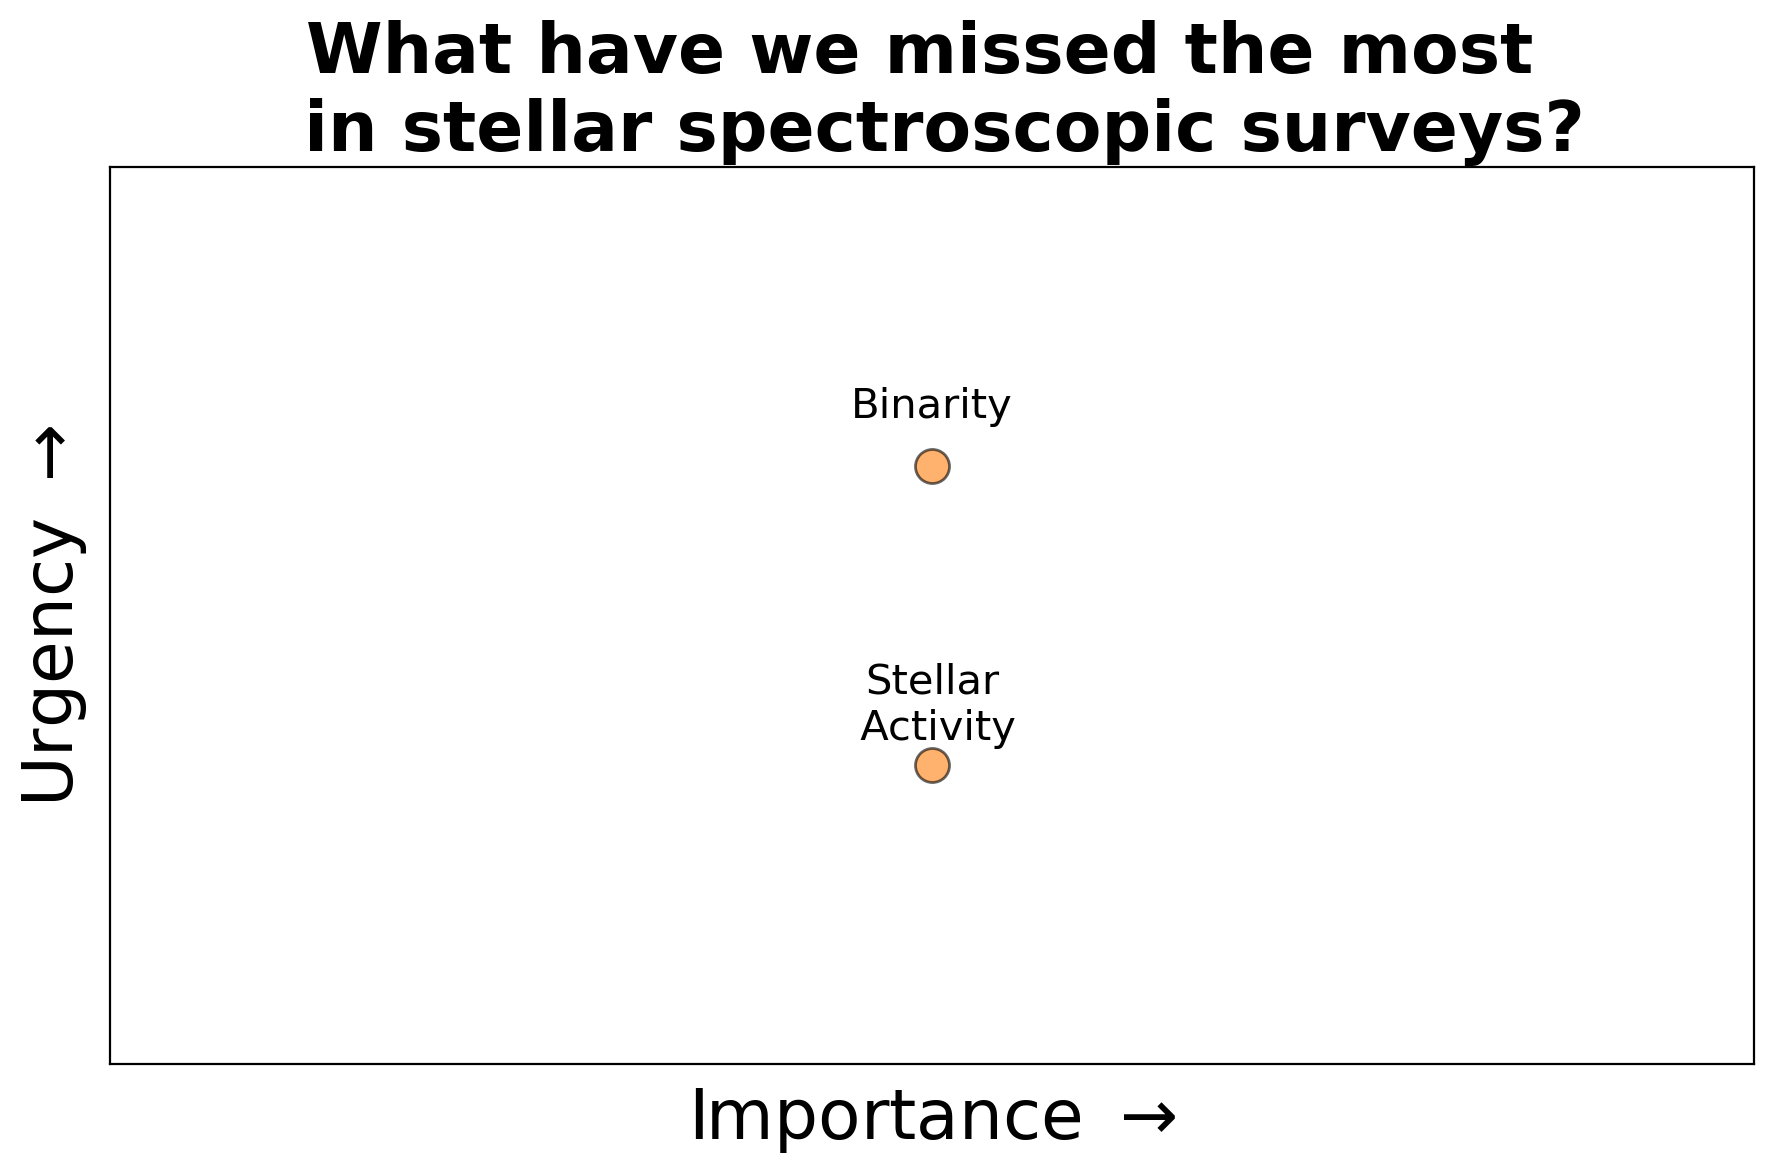 What have we missed the most
in stellar spectroscopic surveys?
Binarity
Stellar
Activity
Urgency →
Importance →